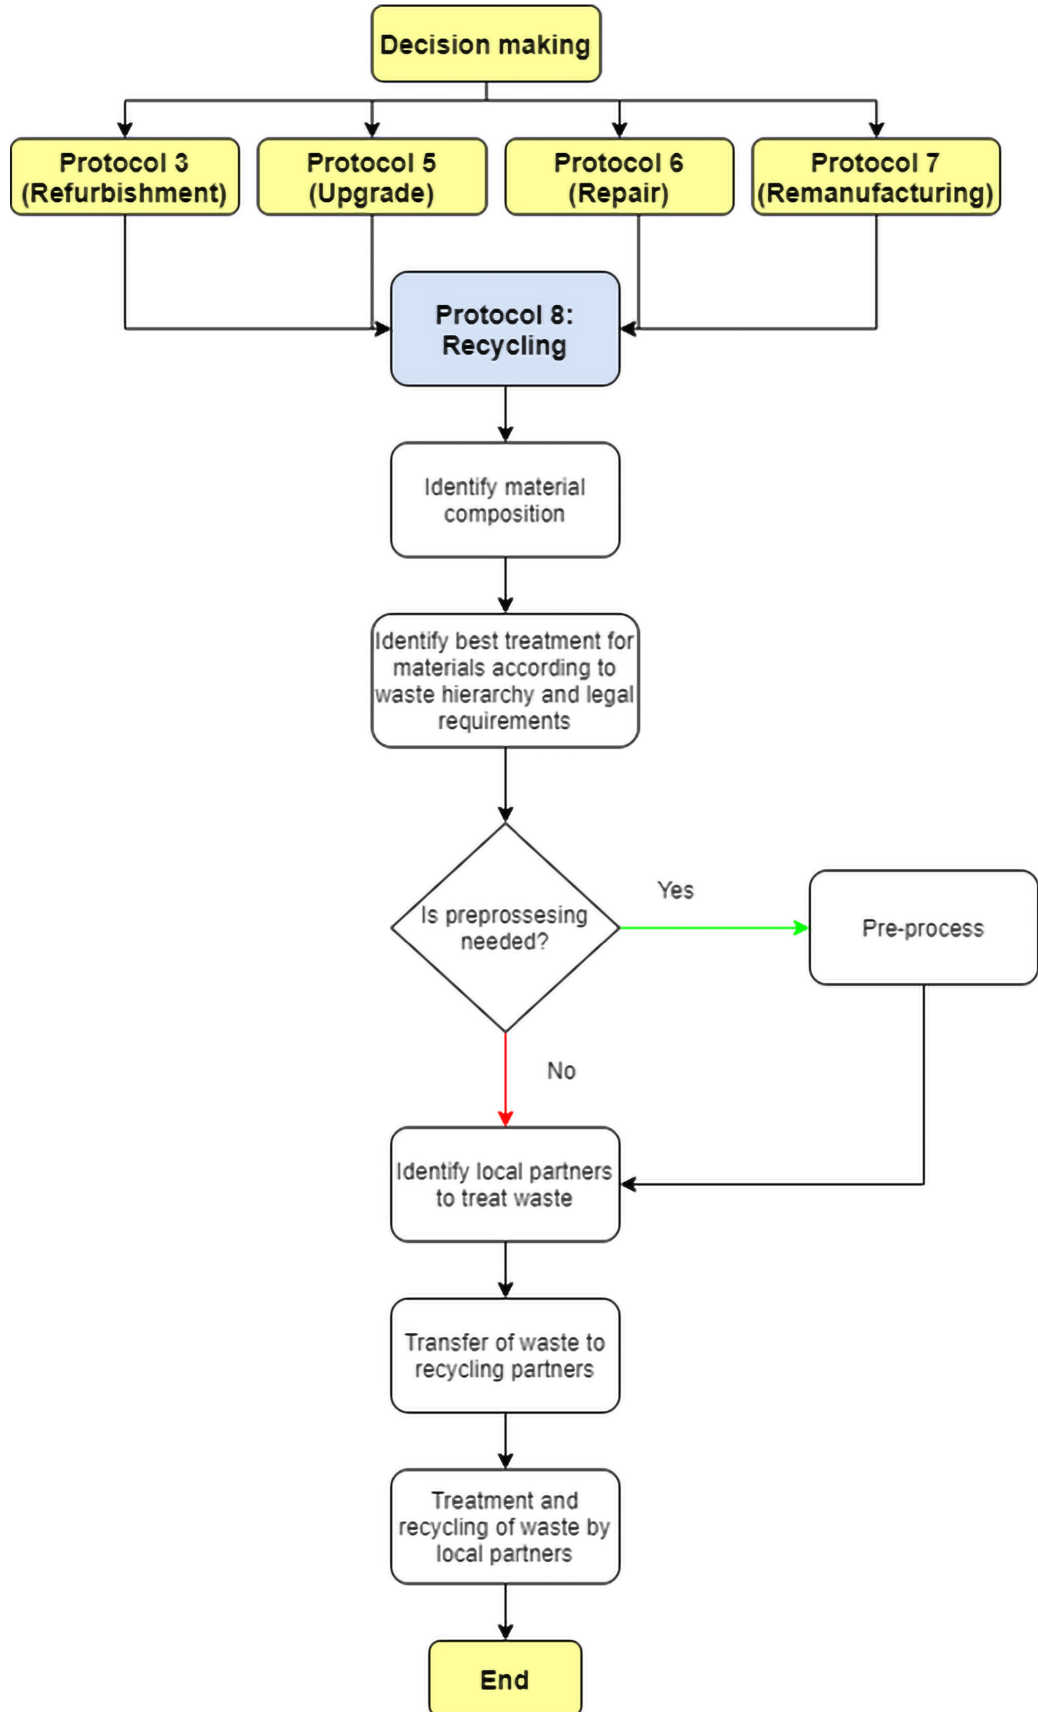 Decision making
Protocol 3
(Refurbishment)
Protocol 5
(Upgrade)
Protocol 6
(Repair)
Protocol 7
(Remanufacturing)
Protocol 8:
Recycling
Identify material
composition
Identify best treatment for
materials according to
waste hierarchy and legal
requirements
Is preprossesing
needed?
Yes
Pre-process
No
Identify local partners
to treat waste
Transfer of waste to
recycling partners
Treatment and
recycling of waste by
local partners
End